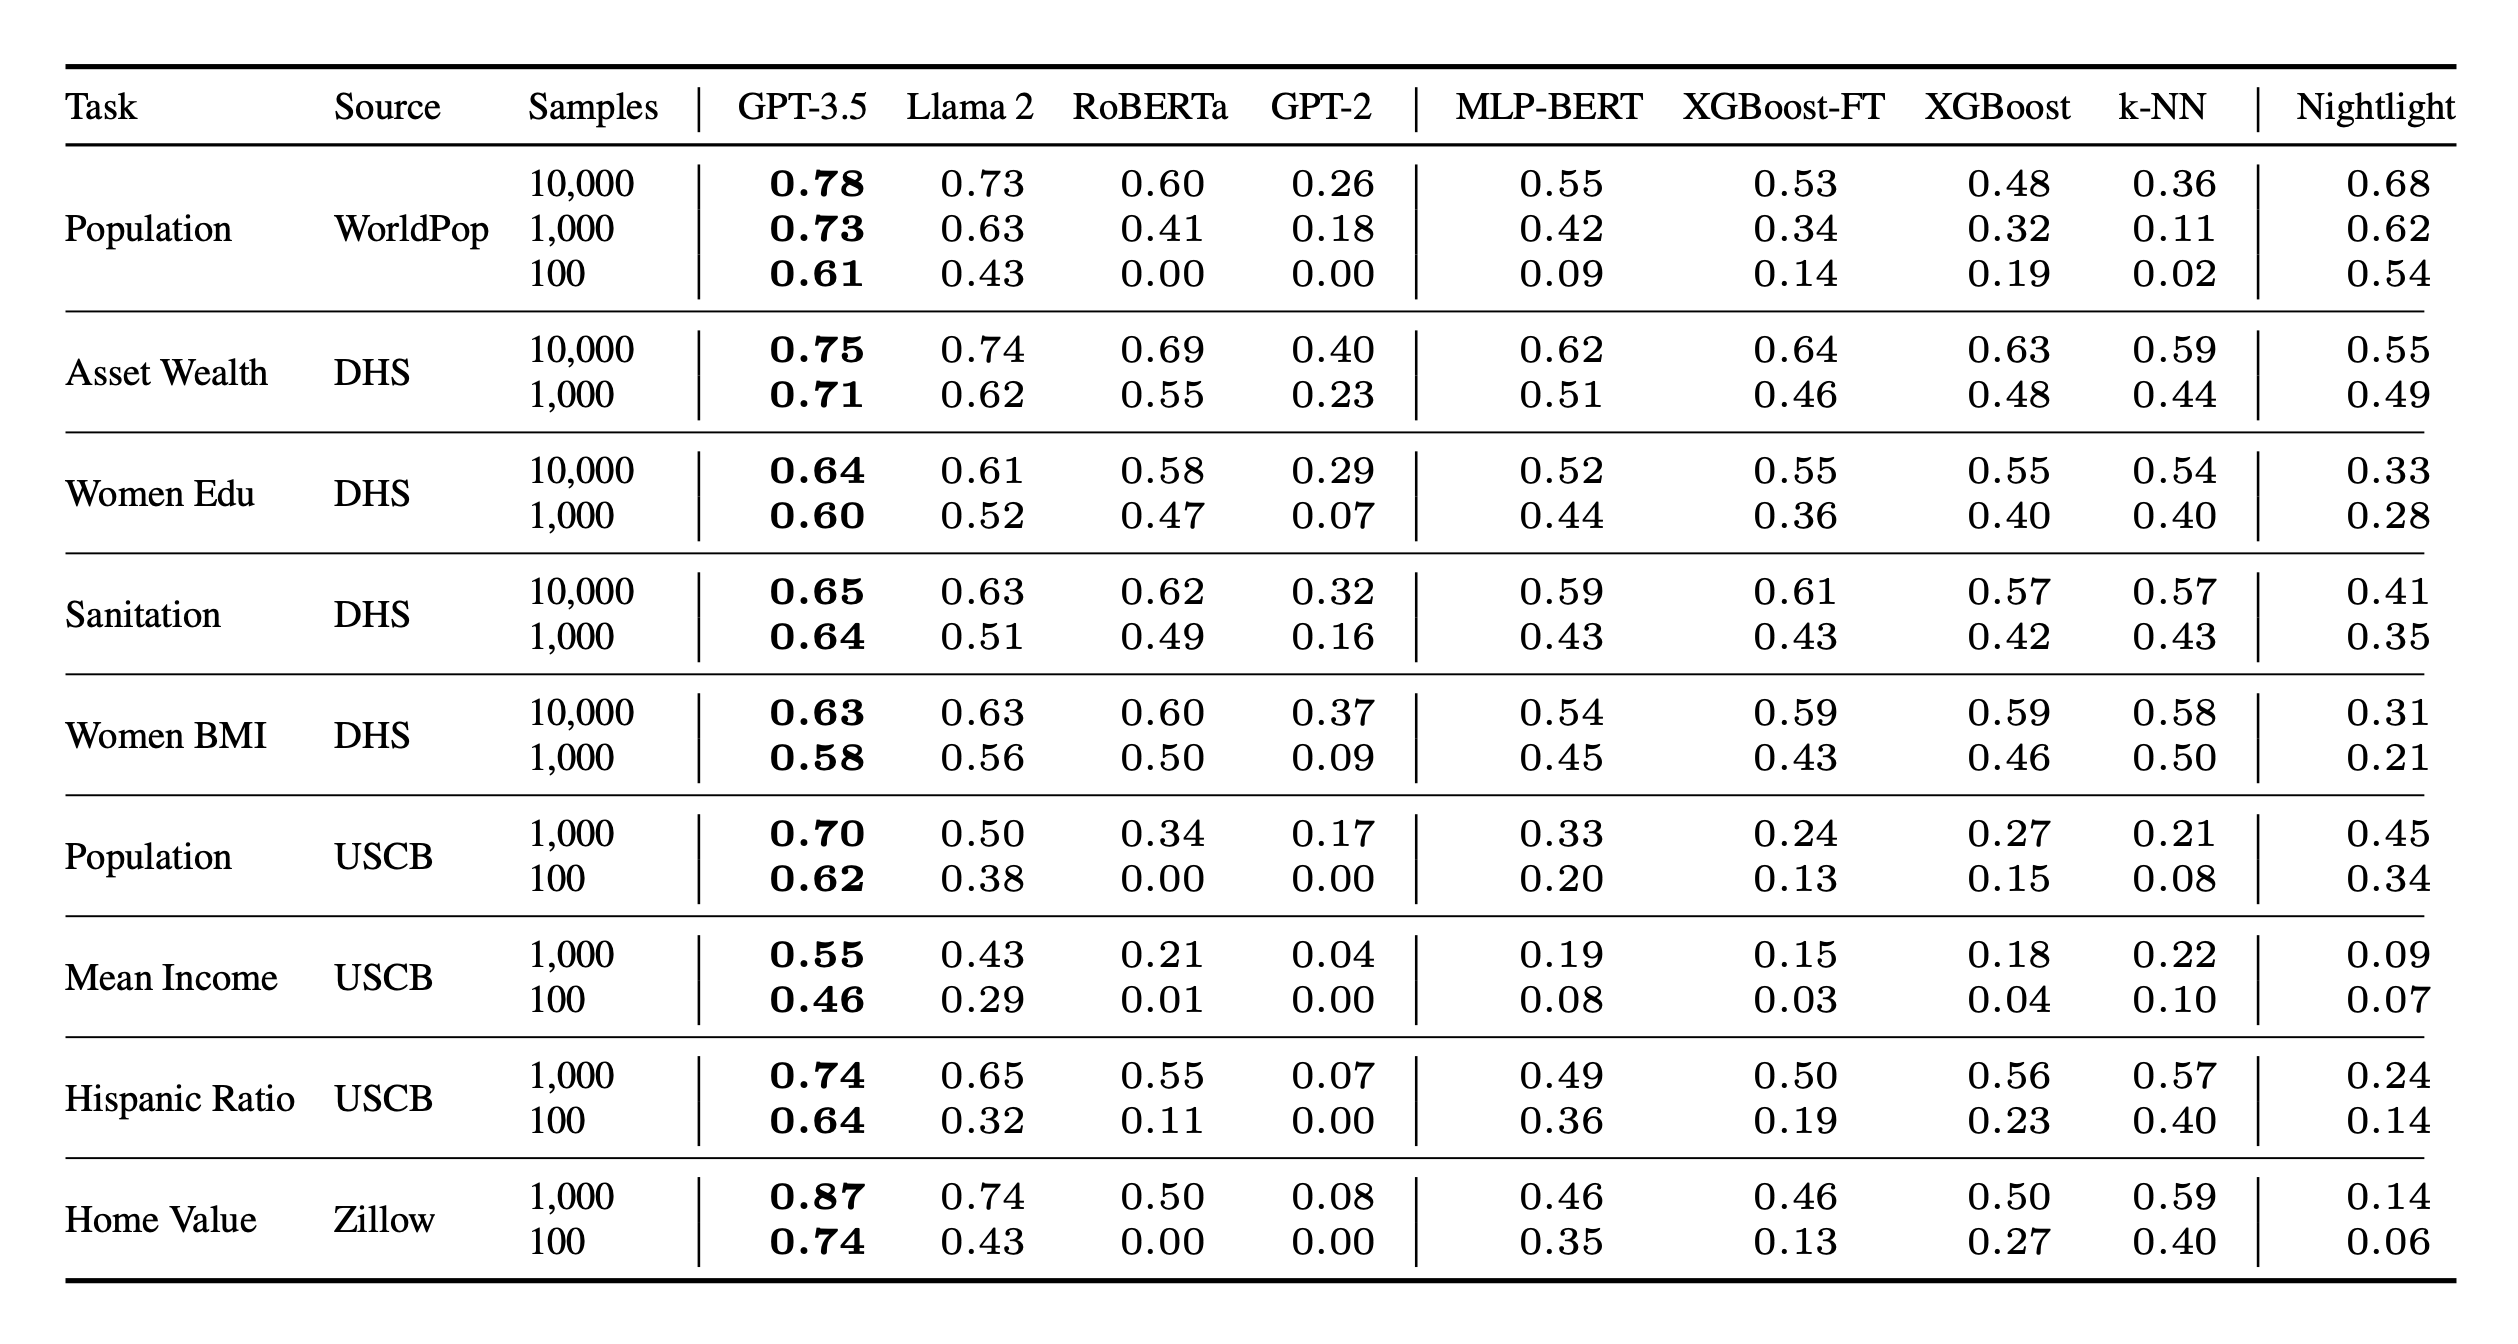 Task Source Samples GPT-3.5 Llama 2 RoBERTa GPT-2 MLP-BERT XGBoost-FT XGBoost k-NN Nightlight
10,000 0.78 0.73 0.60 0.26 0.55 0.53 0.48 0.36 0.68
Population WorldPop 1,000 0.73 0.63 0.41 0.18 0.42 0.34 0.32 0.11 0.62
100 0.61 0.43 0.00 0.00 0.09 0.14 0.19 0.02 0.54
Asset Wealth DHS
10,000 0.75 0.74 0.69 0.40 0.62 0.64 0.63 0.59 0.55
1,000 0.71 0.62 0.55 0.23 0.51 0.46 0.48 0.44 0.49
Women Edu DHS
10,000 0.64 0.61 0.58 0.29 0.52 0.55 0.55 0.54 0.33
1,000 0.60 0.52 0.47 0.07 0.44 0.36 0.40 0.40 0.28
Sanitation DHS
10,000 0.65 0.63 0.62 0.32 0.59 0.61 0.57 0.57 0.41
1,000 0.64 0.51 0.49 0.16 0.43 0.43 0.42 0.43 0.35
Women BMI DHS
10,000 0.63 0.63 0.60 0.37 0.54 0.59 0.59 0.58 0.31
1,000 0.58 0.56 0.50 0.09 0.45 0.43 0.46 0.50 0.21
Population USCB
1,000 0.70 0.50 0.34 0.17 0.33 0.24 0.27 0.21 0.45
100 0.62 0.38 0.00 0.00 0.20 0.13 0.15 0.08 0.34
Mean Income USCB
1,000 0.55 0.43 0.21 0.04 0.19 0.15 0.18 0.22 0.09
100 0.46 0.29 0.01 0.00 0.08 0.03 0.04 0.10 0.07
Hispanic Ratio USCB
1,000 0.74 0.65 0.55 0.07 0.49 0.50 0.56 0.57 0.24
100 0.64 0.32 0.11 0.00 0.36 0.19 0.23 0.40 0.14
Home Value Zillow
1,000 0.87 0.74 0.50 0.08 0.46 0.46 0.50 0.59 0.14
100 0.74 0.43 0.00 0.00 0.35 0.13 0.27 0.40 0.06